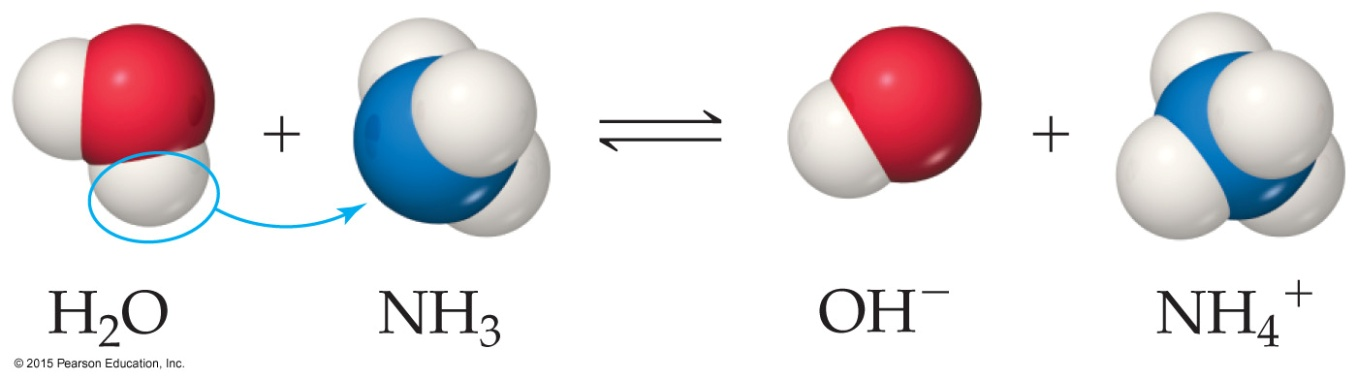 + ⇌ +
H₂O NH₃ OH⁻ NH₄⁺
© 2015 Pearson Education, Inc.